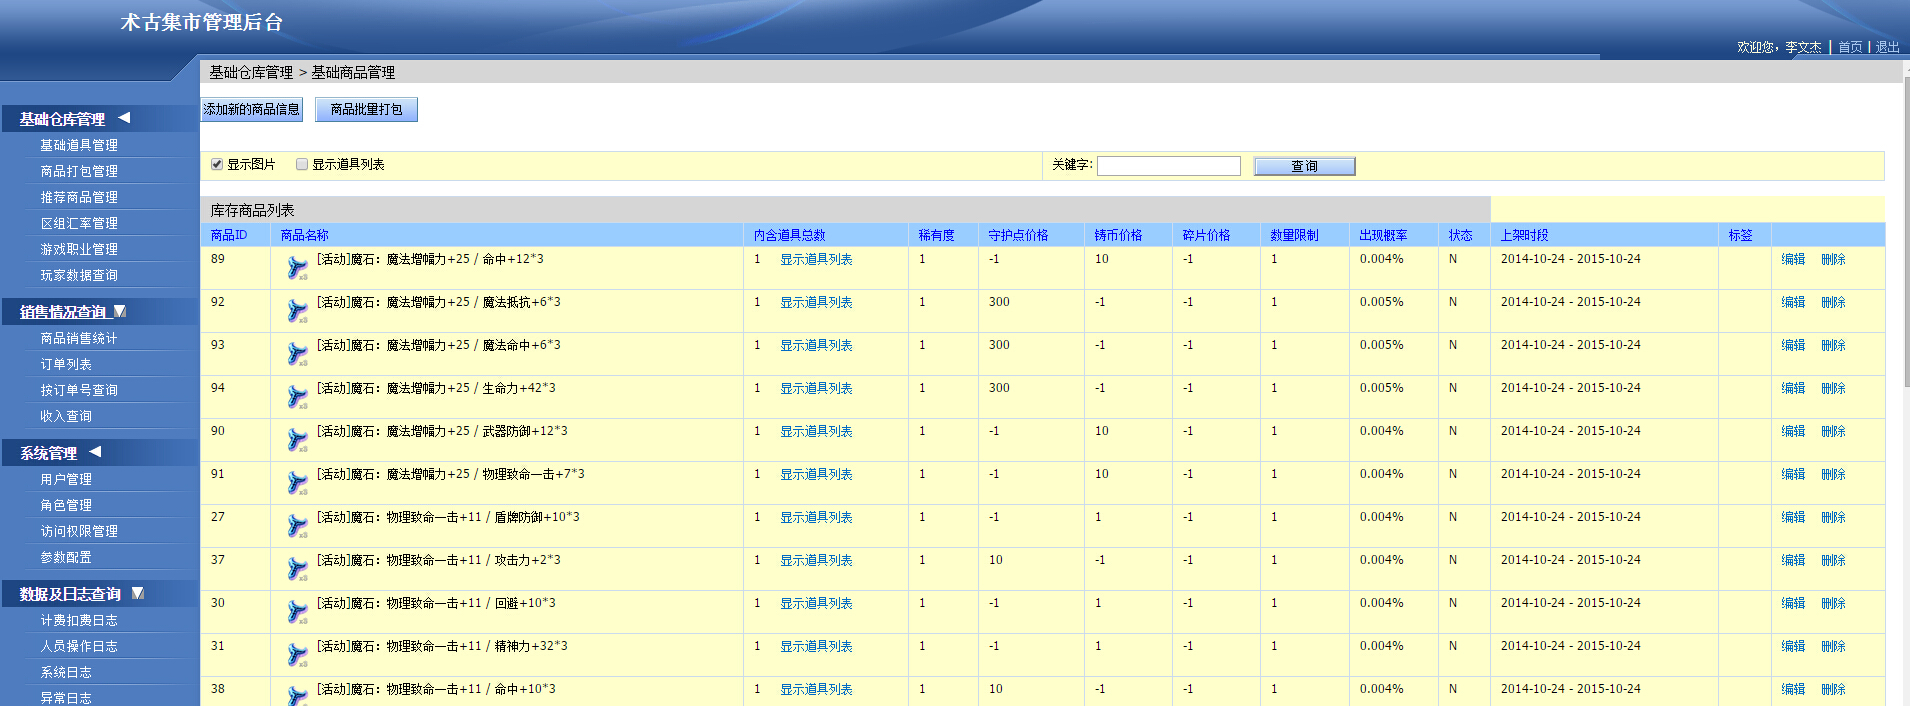 术古集市管理后台
欢迎您，李文杰 | 首页 | 退出
基础仓库管理 > 基础商品管理
添加新的商品信息 商品批量打包
显示图片 显示道具列表 关键字: 查询
基础仓库管理
基础道具管理
商品打包管理
推荐商品管理
区组汇率管理
游戏职业管理
玩家数据查询
销售情况查询
商品销售统计
订单列表
按订单号查询
收入查询
系统管理
用户管理
角色管理
访问权限管理
参数配置
数据及日志查询
计费扣费日志
人员操作日志
系统日志
异常日志
库存商品列表
商品ID 商品名称 内含道具总数 稀有度 守护点价格 铸币价格 碎片价格 数量限制 出现概率 状态 上架时段 标签
89 x3 [活动]魔石：魔法增幅力+25 / 命中+12*3 1 显示道具列表 1 -1 10 -1 1 0.004% N 2014-10-24 - 2015-10-24 编辑 删除
92 x3 [活动]魔石：魔法增幅力+25 / 魔法抵抗+6*3 1 显示道具列表 1 300 -1 -1 1 0.005% N 2014-10-24 - 2015-10-24 编辑 删除
93 x3 [活动]魔石：魔法增幅力+25 / 魔法命中+6*3 1 显示道具列表 1 300 -1 -1 1 0.005% N 2014-10-24 - 2015-10-24 编辑 删除
94 x3 [活动]魔石：魔法增幅力+25 / 生命力+42*3 1 显示道具列表 1 300 -1 -1 1 0.005% N 2014-10-24 - 2015-10-24 编辑 删除
90 x3 [活动]魔石：魔法增幅力+25 / 武器防御+12*3 1 显示道具列表 1 -1 10 -1 1 0.004% N 2014-10-24 - 2015-10-24 编辑 删除
91 x3 [活动]魔石：魔法增幅力+25 / 物理致命一击+7*3 1 显示道具列表 1 -1 10 -1 1 0.004% N 2014-10-24 - 2015-10-24 编辑 删除
27 x3 [活动]魔石：物理致命一击+11 / 盾牌防御+10*3 1 显示道具列表 1 -1 1 -1 1 0.004% N 2014-10-24 - 2015-10-24 编辑 删除
37 x3 [活动]魔石：物理致命一击+11 / 攻击力+2*3 1 显示道具列表 1 10 -1 -1 1 0.004% N 2014-10-24 - 2015-10-24 编辑 删除
30 x3 [活动]魔石：物理致命一击+11 / 回避+10*3 1 显示道具列表 1 -1 1 -1 1 0.004% N 2014-10-24 - 2015-10-24 编辑 删除
31 x3 [活动]魔石：物理致命一击+11 / 精神力+32*3 1 显示道具列表 1 -1 1 -1 1 0.004% N 2014-10-24 - 2015-10-24 编辑 删除
38 x3 [活动]魔石：物理致命一击+11 / 命中+10*3 1 显示道具列表 1 10 -1 -1 1 0.004% N 2014-10-24 - 2015-10-24 编辑 删除